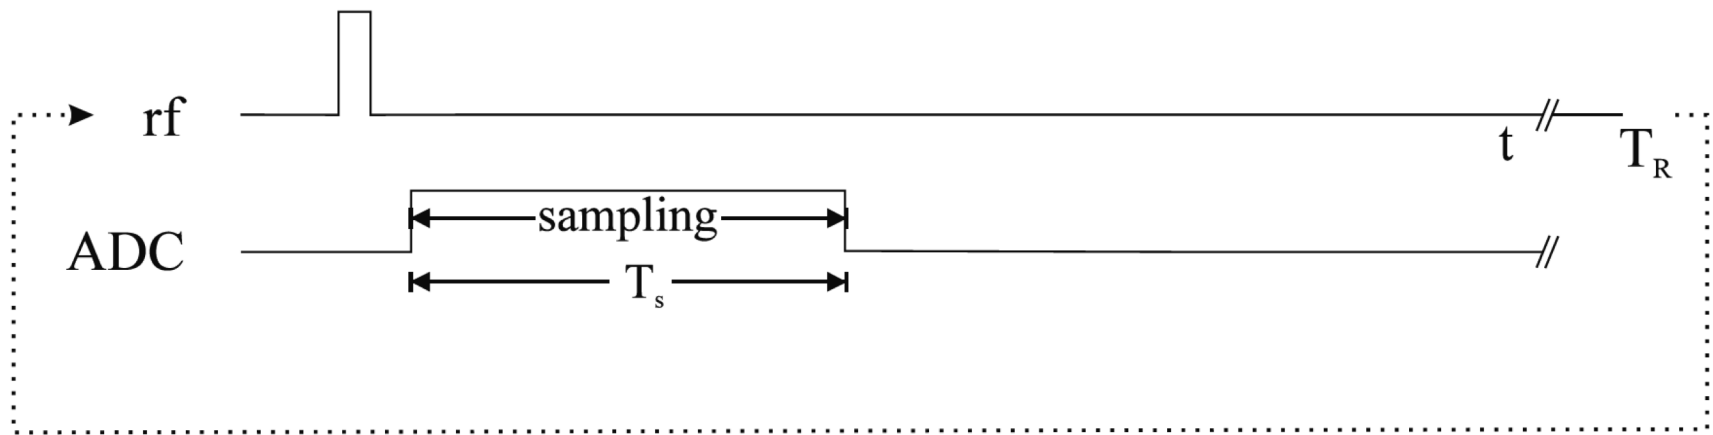 rf
t
T_R
sampling
ADC
T_s